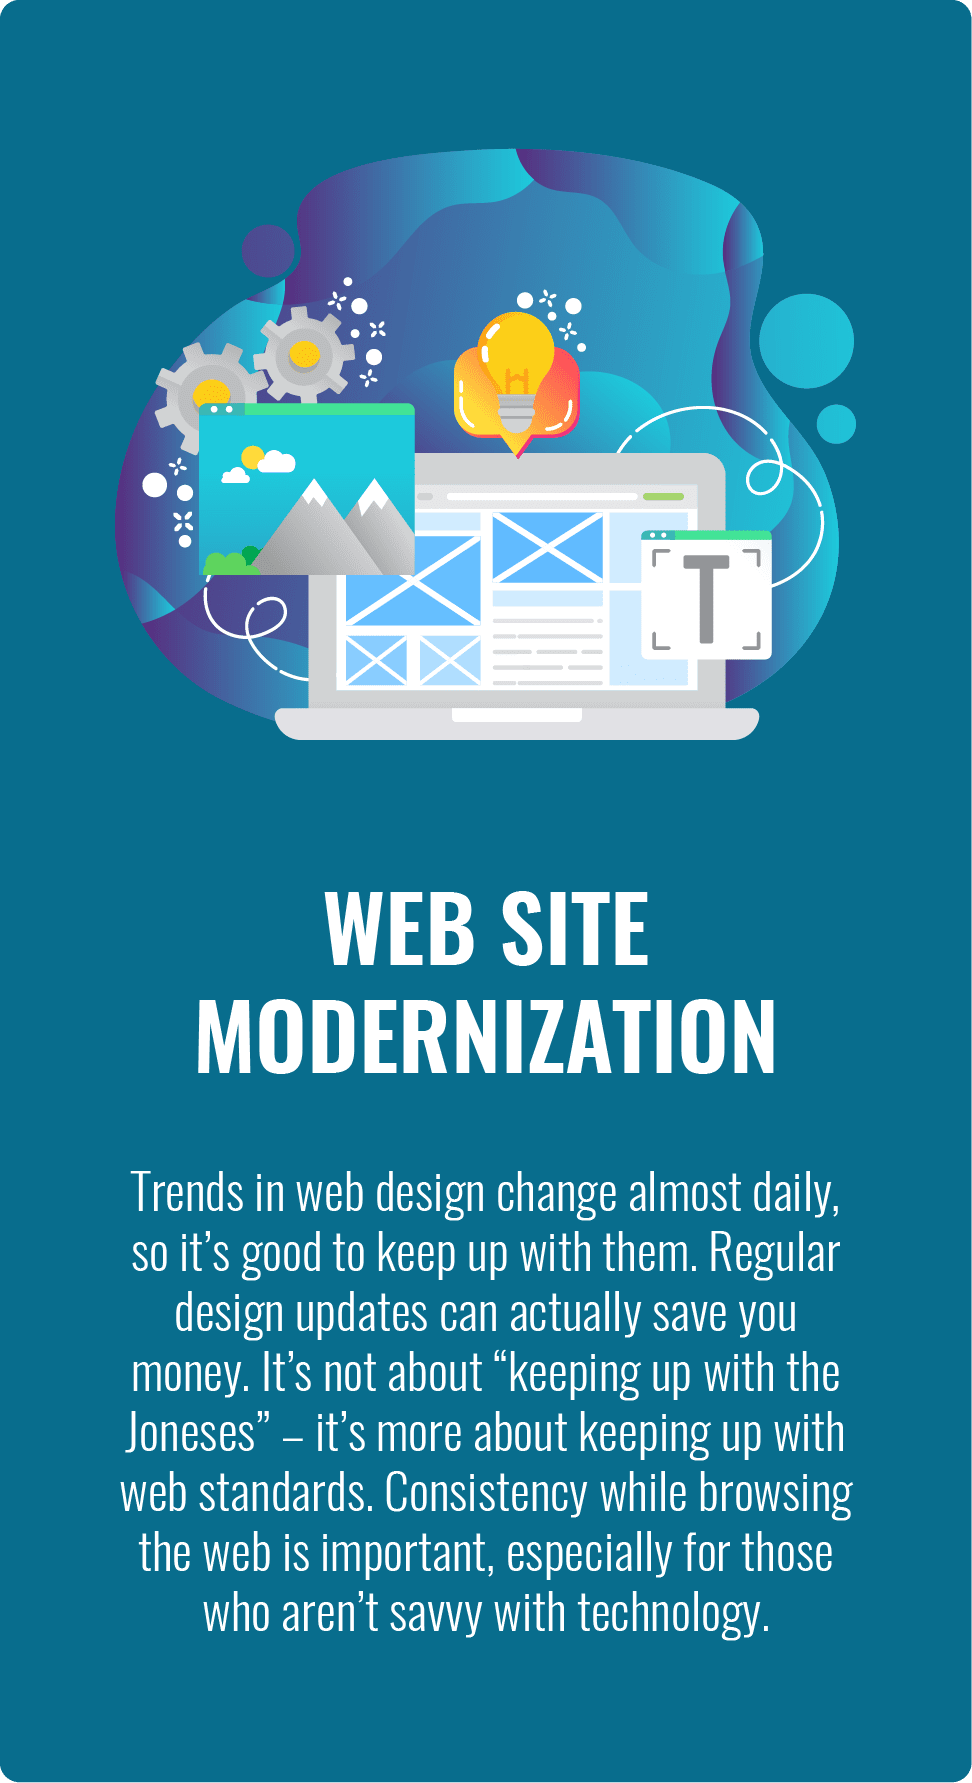 T
WEB SITE
MODERNIZATION
Trends in web design change almost daily,
so it’s good to keep up with them. Regular
design updates can actually save you
money. It’s not about “keeping up with the
Joneses” – it’s more about keeping up with
web standards. Consistency while browsing
the web is important, especially for those
who aren’t savvy with technology.